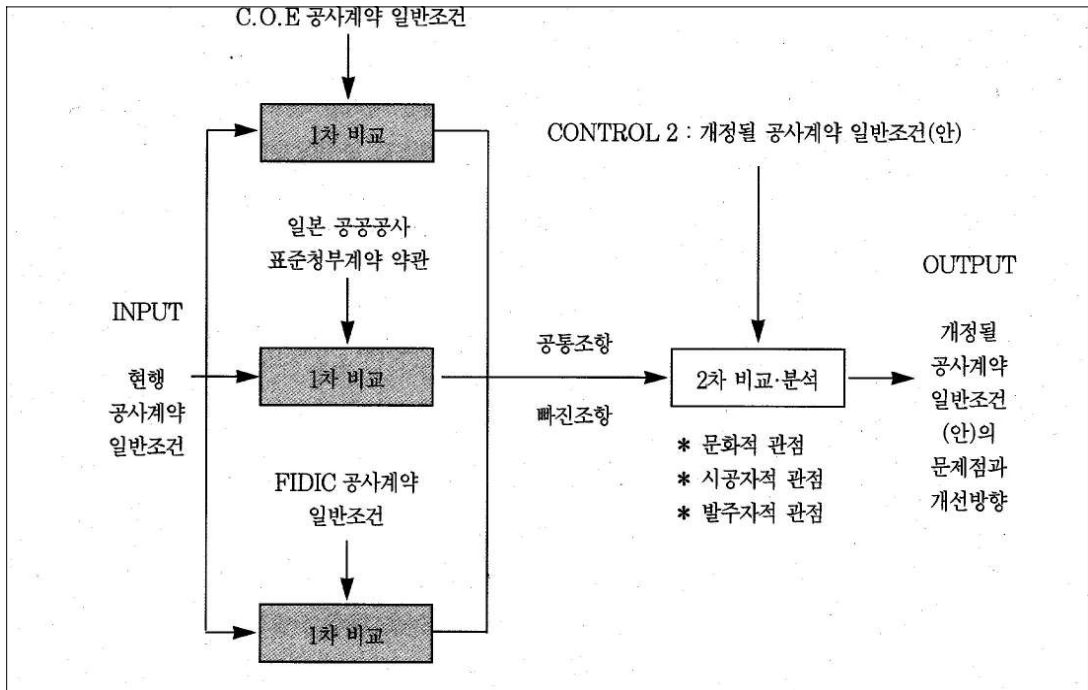 C.O.E 공사계약 일반조건
1차 비교
CONTROL 2 : 개정될 공사계약 일반조건(안)
일본 공공공사
표준청부계약 약관
INPUT
현행
공사계약
일반조건
1차 비교
공통조항
빠진조항
2차 비교·분석
* 문화적 관점
* 시공자적 관점
* 발주자적 관점
OUTPUT
개정될
공사계약
일반조건
(안)의
문제점과
개선방향
FIDIC 공사계약
일반조건
1차 비교